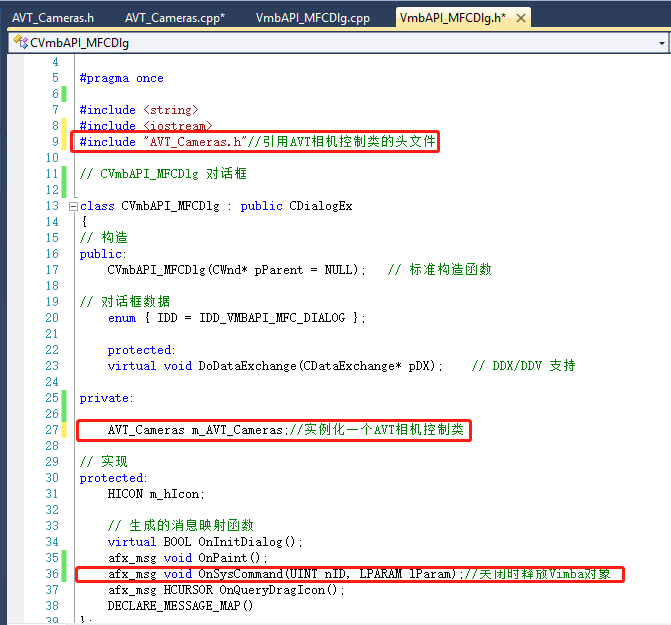 AVT_Cameras.h AVT_Cameras.cpp* VmbAPI_MFCDlg.cpp VmbAPI_MFCDlg.h*
CVmbAPI_MFCDlg
4
5 #pragma once
6
7 #include <string>
8 #include <iostream>
9 #include "AVT_Cameras.h"//引用AVT相机控制类的头文件
10
11 // CVmbAPI_MFCDlg 对话框
12
13 class CVmbAPI_MFCDlg : public CDialogEx
14 {
15 // 构造
16 public:
17 CVmbAPI_MFCDlg(CWnd* pParent = NULL); // 标准构造函数
18
19 // 对话框数据
20 enum { IDD = IDD_VMBAPI_MFC_DIALOG };
21
22 protected:
23 virtual void DoDataExchange(CDataExchange* pDX); // DDX/DDV 支持
24
25 private:
26
27 AVT_Cameras m_AVT_Cameras;//实例化一个AVT相机控制类
28
29 // 实现
30 protected:
31 HICON m_hIcon;
32
33 // 生成的消息映射函数
34 virtual BOOL OnInitDialog();
35 afx_msg void OnPaint();
36 afx_msg void OnSysCommand(UINT nID, LPARAM lParam);//关闭时释放Vimba对象
37 afx_msg HCURSOR OnQueryDragIcon();
38 DECLARE_MESSAGE_MAP()
39 };